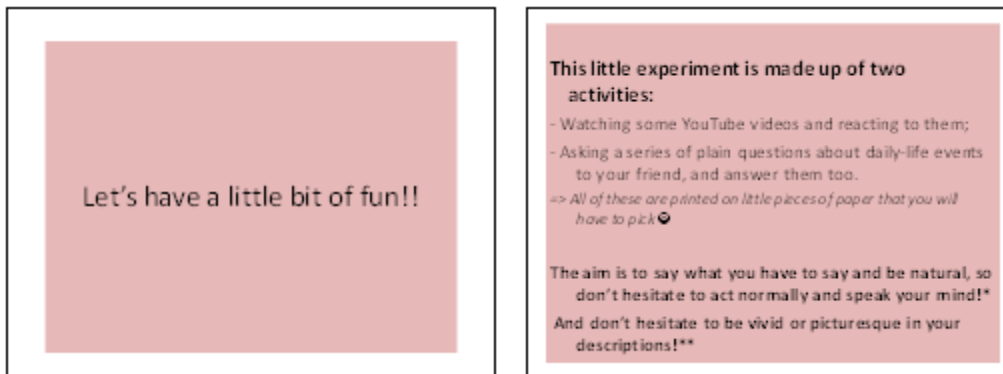 Let's have a little bit of fun!!
This little experiment is made up of two
activities:
- Watching some YouTube videos and reacting to them;
- Asking a series of plain questions about daily-life events
to your friend, and answer them too.
=> All of these are printed on little pieces of paper that you will
have to pick ☻
The aim is to say what you have to say and be natural, so
don't hesitate to act normally and speak your mind!*
And don't hesitate to be vivid or picturesque in your
descriptions!**